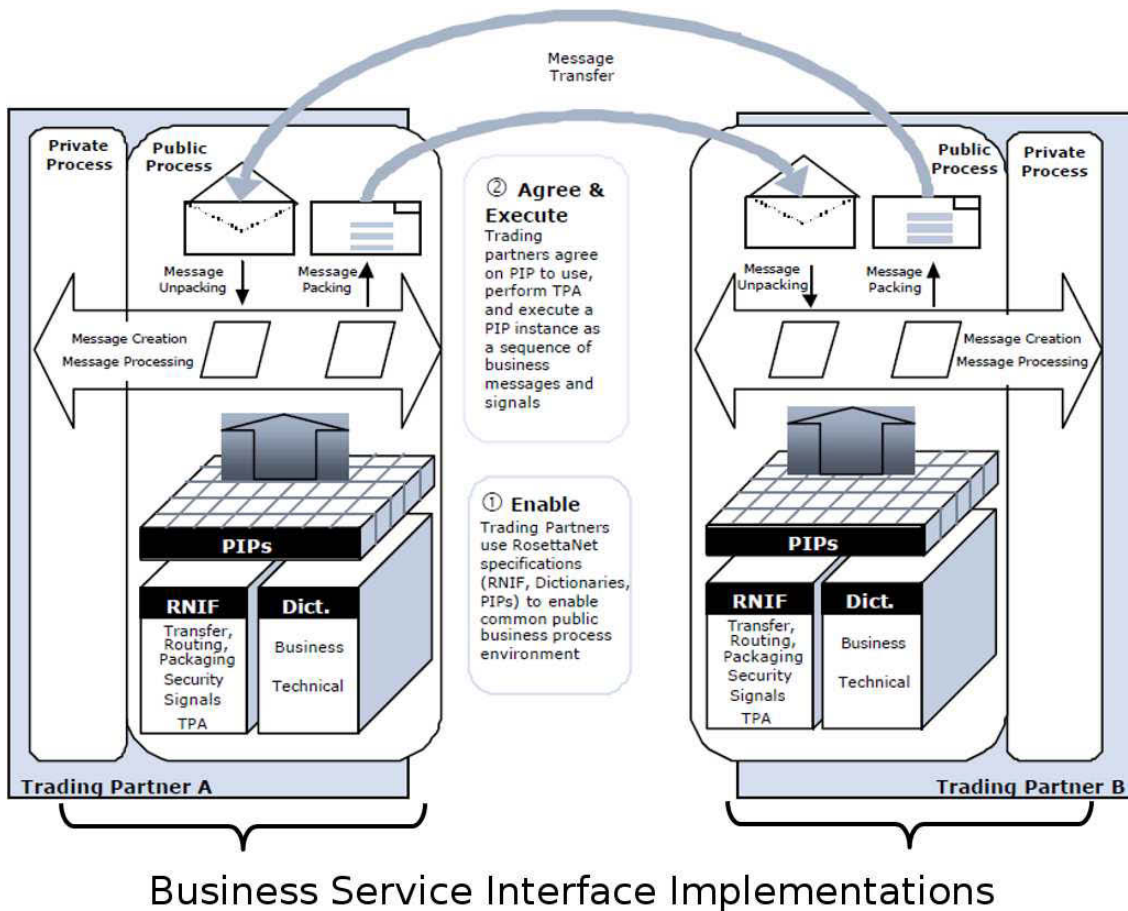 Message
Transfer
Private
Process
Public
Process
Message
Unpacking
Message
Packing
Message Creation
Message Processing
PIPs
RNIF
Transfer,
Routing,
Packaging
Security
Signals
TPA
Dict.
Business
Technical
Trading Partner A
② Agree &
Execute
Trading
partners agree
on PIP to use,
perform TPA
and execute a
PIP instance as
a sequence of
business
messages and
signals
① Enable
Trading Partners
use RosettaNet
specifications
(RNIF, Dictionaries,
PIPs) to enable
common public
business process
environment
Public
Process
Private
Process
Message
Unpacking
Message
Packing
Message Creation
Message Processing
PIPs
RNIF
Transfer,
Routing,
Packaging
Security
Signals
TPA
Dict.
Business
Technical
Trading Partner B
Business Service Interface Implementations